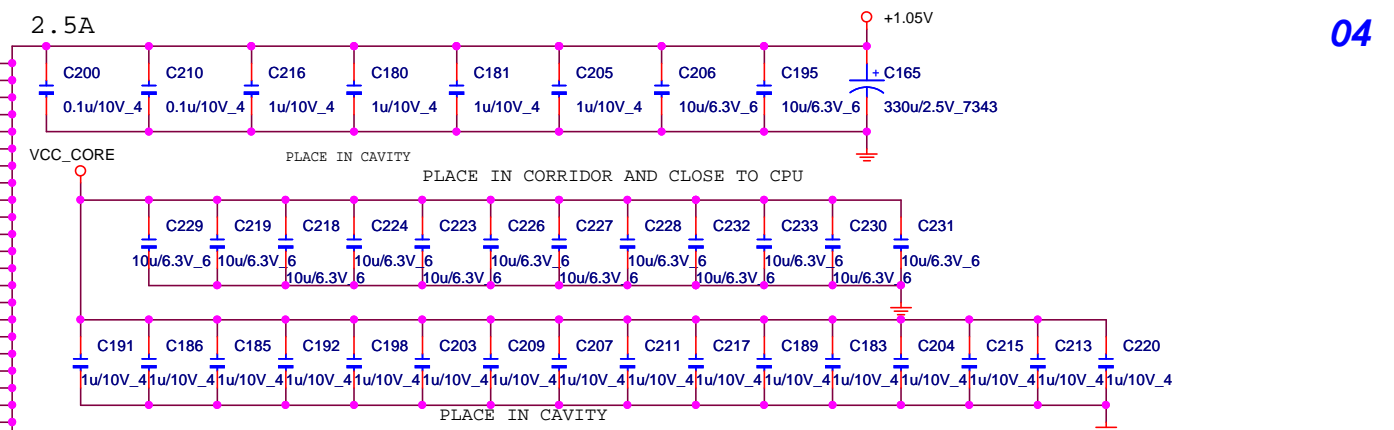 2.5A
+1.05V
04
C200 C210 C216 C180 C181 C205 C206 C195 + C165
0.1u/10V_4 0.1u/10V_4 1u/10V_4 1u/10V_4 1u/10V_4 1u/10V_4 10u/6.3V_6 10u/6.3V_6 330u/2.5V_7343
VCC_CORE
PLACE IN CAVITY
PLACE IN CORRIDOR AND CLOSE TO CPU
C229 C219 C218 C224 C223 C226 C227 C228 C232 C233 C230 C231
10u/6.3V_6 10u/6.3V_6 10u/6.3V_6 10u/6.3V_6 10u/6.3V_6 10u/6.3V_6 10u/6.3V_6
10u/6.3V_6 10u/6.3V_6 10u/6.3V_6 10u/6.3V_6 10u/6.3V_6
C191 C186 C185 C192 C198 C203 C209 C207 C211 C217 C189 C183 C204 C215 C213 C220
1u/10V_4 1u/10V_4 1u/10V_4 1u/10V_4 1u/10V_4 1u/10V_4 1u/10V_4 1u/10V_4 1u/10V_4 1u/10V_4 1u/10V_4 1u/10V_4 1u/10V_4 1u/10V_4 1u/10V_4 1u/10V_4
PLACE IN CAVITY